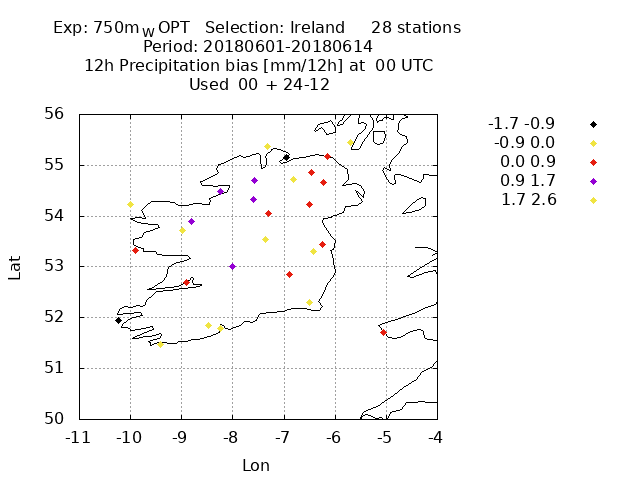 Exp: 750m_W OPT Selection: Ireland 28 stations
Period: 20180601-20180614
12h Precipitation bias [mm/12h] at 00 UTC
Used 00 + 24-12
-1.7 -0.9
-0.9 0.0
0.0 0.9
0.9 1.7
1.7 2.6
56
55
54
53
52
51
50
Lat
-11 -10 -9 -8 -7 -6 -5 -4
Lon